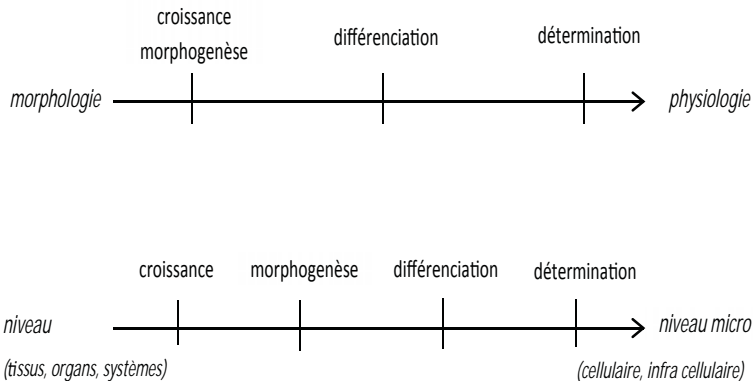 croissance
morphogenèse
différenciation
détermination
morphologie
physiologie
croissance
morphogenèse
différenciation
détermination
niveau
niveau micro
(tissus, organs, systèmes)
(cellulaire, infra cellulaire)